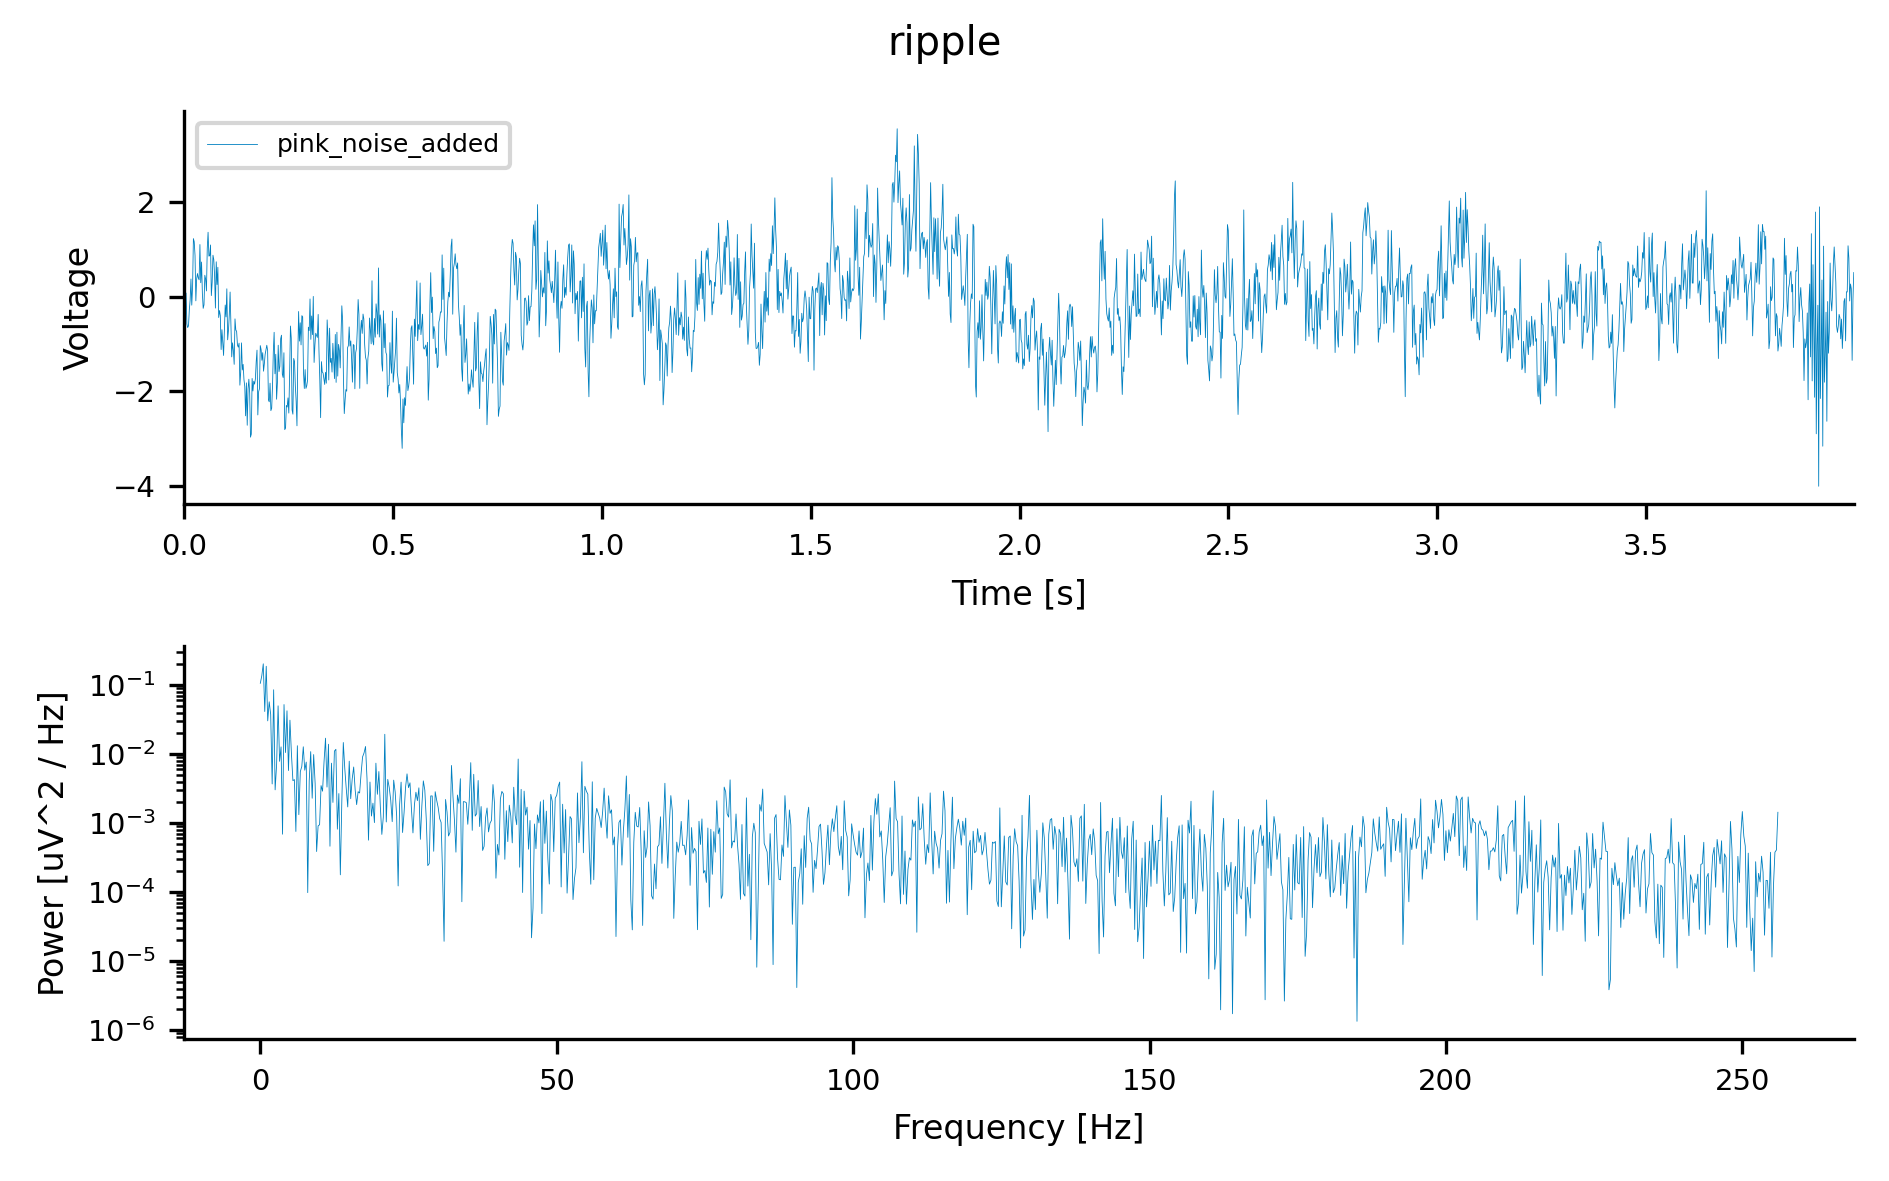 ripple
pink_noise_added
Voltage
2
0
−2
−4
0.0 0.5 1.0 1.5 2.0 2.5 3.0 3.5
Time [s]
Power [uV^2 / Hz]
10⁻¹
10⁻²
10⁻³
10⁻⁴
10⁻⁵
10⁻⁶
0 50 100 150 200 250
Frequency [Hz]